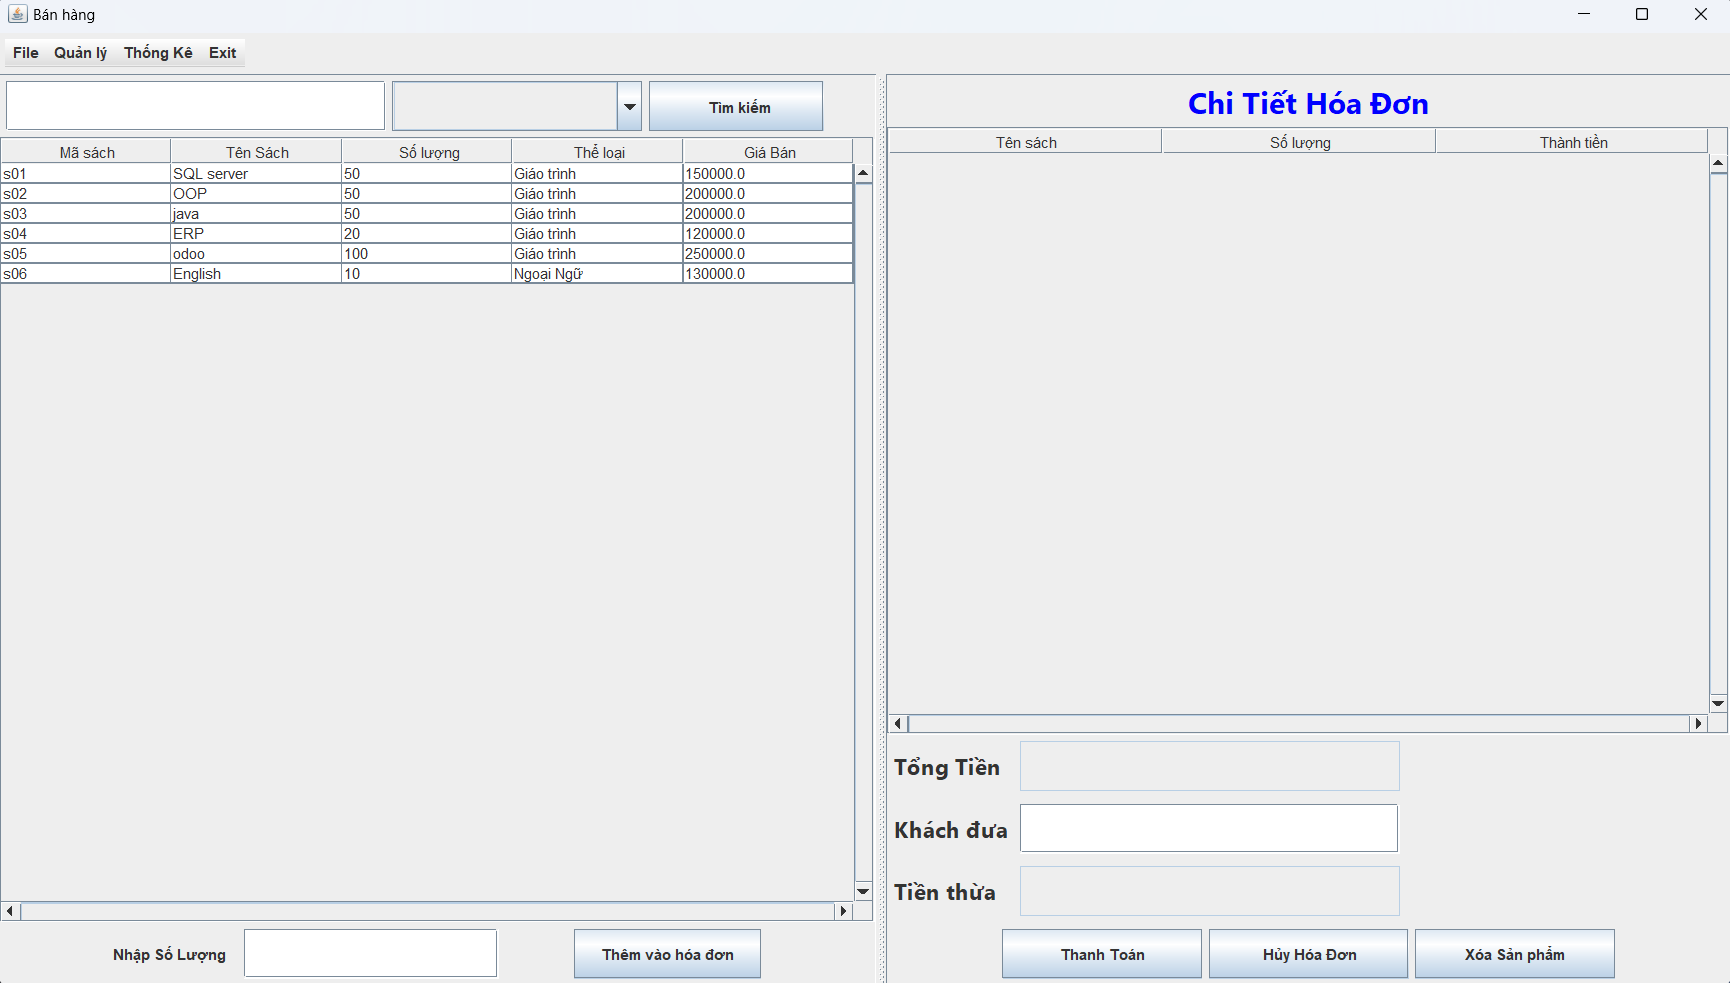 Bán hàng
File Quản lý Thống Kê Exit
Tìm kiếm
Mã sách Tên Sách Số lượng Thể loại Giá Bán
s01 SQL server 50 Giáo trình 150000.0
s02 OOP 50 Giáo trình 200000.0
s03 java 50 Giáo trình 200000.0
s04 ERP 20 Giáo trình 120000.0
s05 odoo 100 Giáo trình 250000.0
s06 English 10 Ngoại Ngữ 130000.0
Nhập Số Lượng Thêm vào hóa đơn
Chi Tiết Hóa Đơn
Tên sách Số lượng Thành tiền
Tổng Tiền
Khách đưa
Tiền thừa
Thanh Toán Hủy Hóa Đơn Xóa Sản phẩm